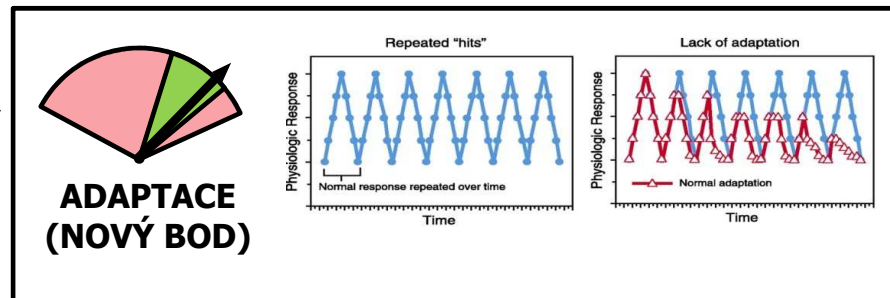 ADAPTACE
(NOVÝ BOD)
Repeated “hits”
Physiologic Response
Normal response repeated over time
Time
Lack of adaptation
Physiologic Response
Normal adaptation
Time